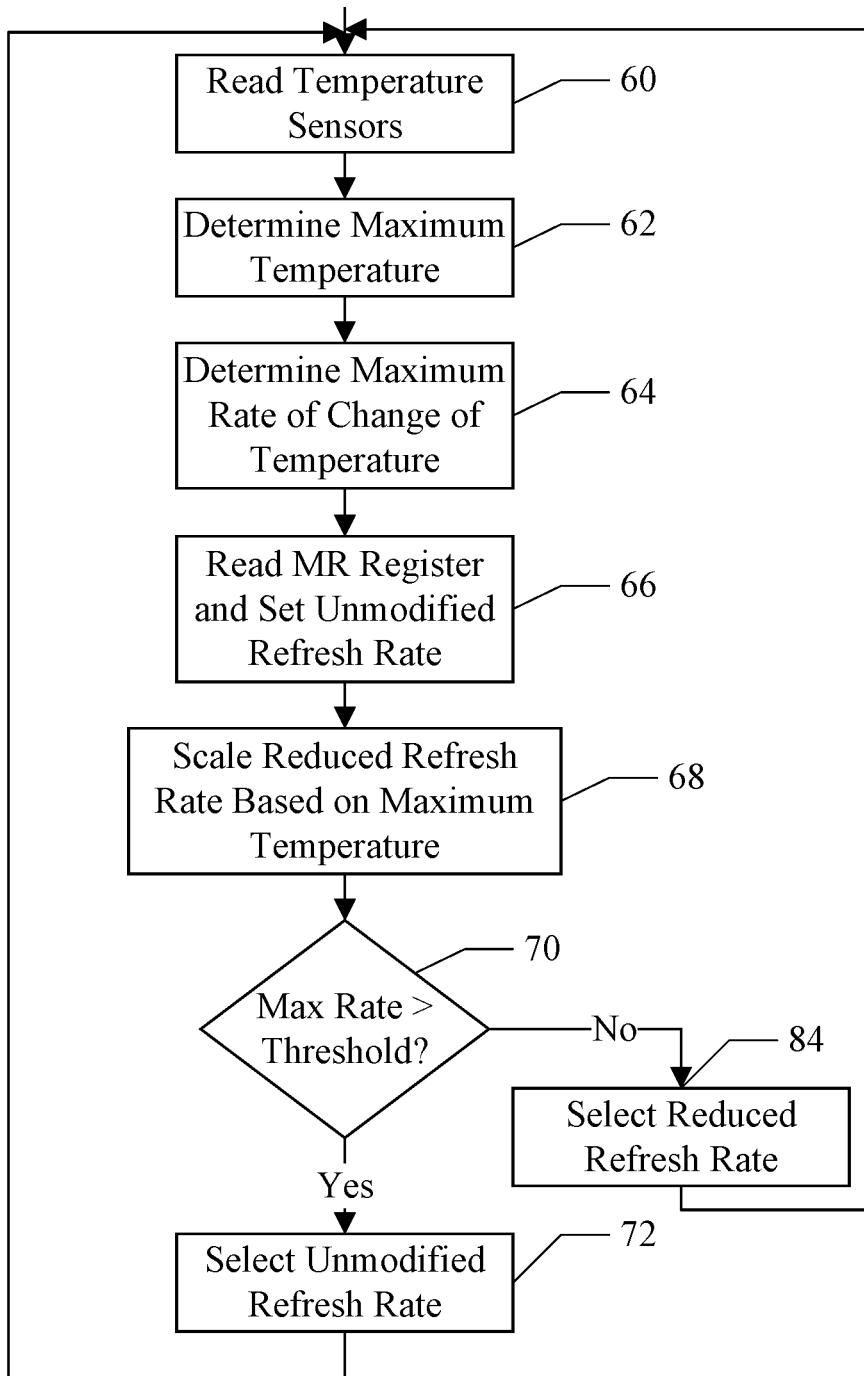 Read Temperature
Sensors
60
Determine Maximum
Temperature
62
Determine Maximum
Rate of Change of
Temperature
64
Read MR Register
and Set Unmodified
Refresh Rate
66
Scale Reduced Refresh
Rate Based on Maximum
Temperature
68
Max Rate >
Threshold?
70
No
84
Select Reduced
Refresh Rate
Yes
Select Unmodified
Refresh Rate
72